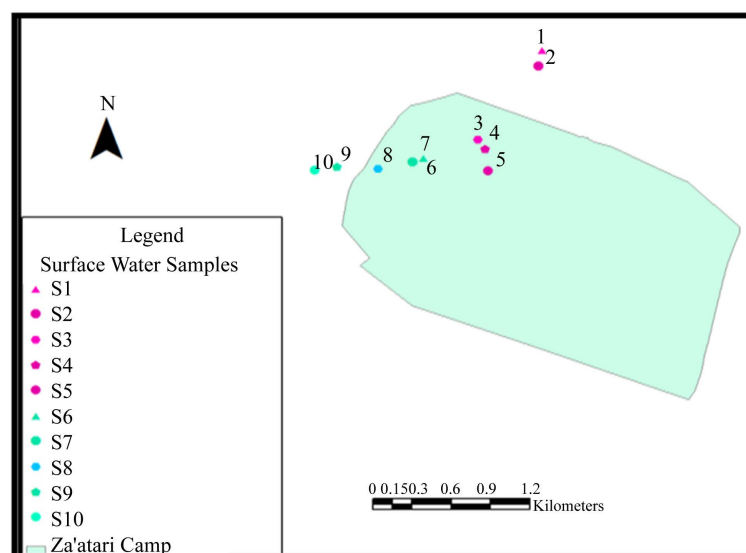 1
2
N
3
4
7
9
8
10
5
6
Legend
Surface Water Samples
S1
S2
S3
S4
S5
S6
S7
S8
S9
S10
Za'atari Camp
0 0.150.3 0.6 0.9 1.2
Kilometers